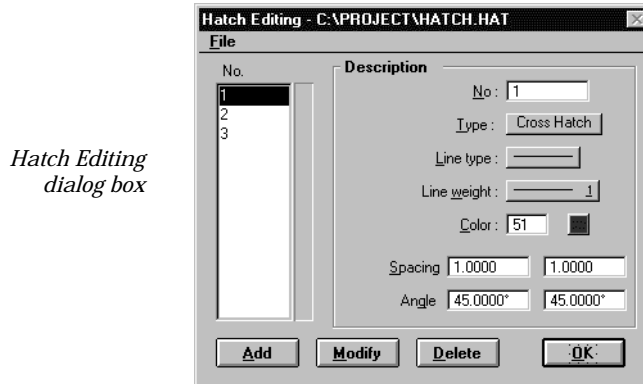 Hatch Editing - C:\PROJECT\HATCH.HAT
File
Hatch Editing
dialog box
No.
1
2
3
Description
No : 1
Type : Cross Hatch
Line type :
Line weight : 1
Color : 51
Spacing 1.0000 1.0000
Angle 45.0000° 45.0000°
Add Modify Delete OK